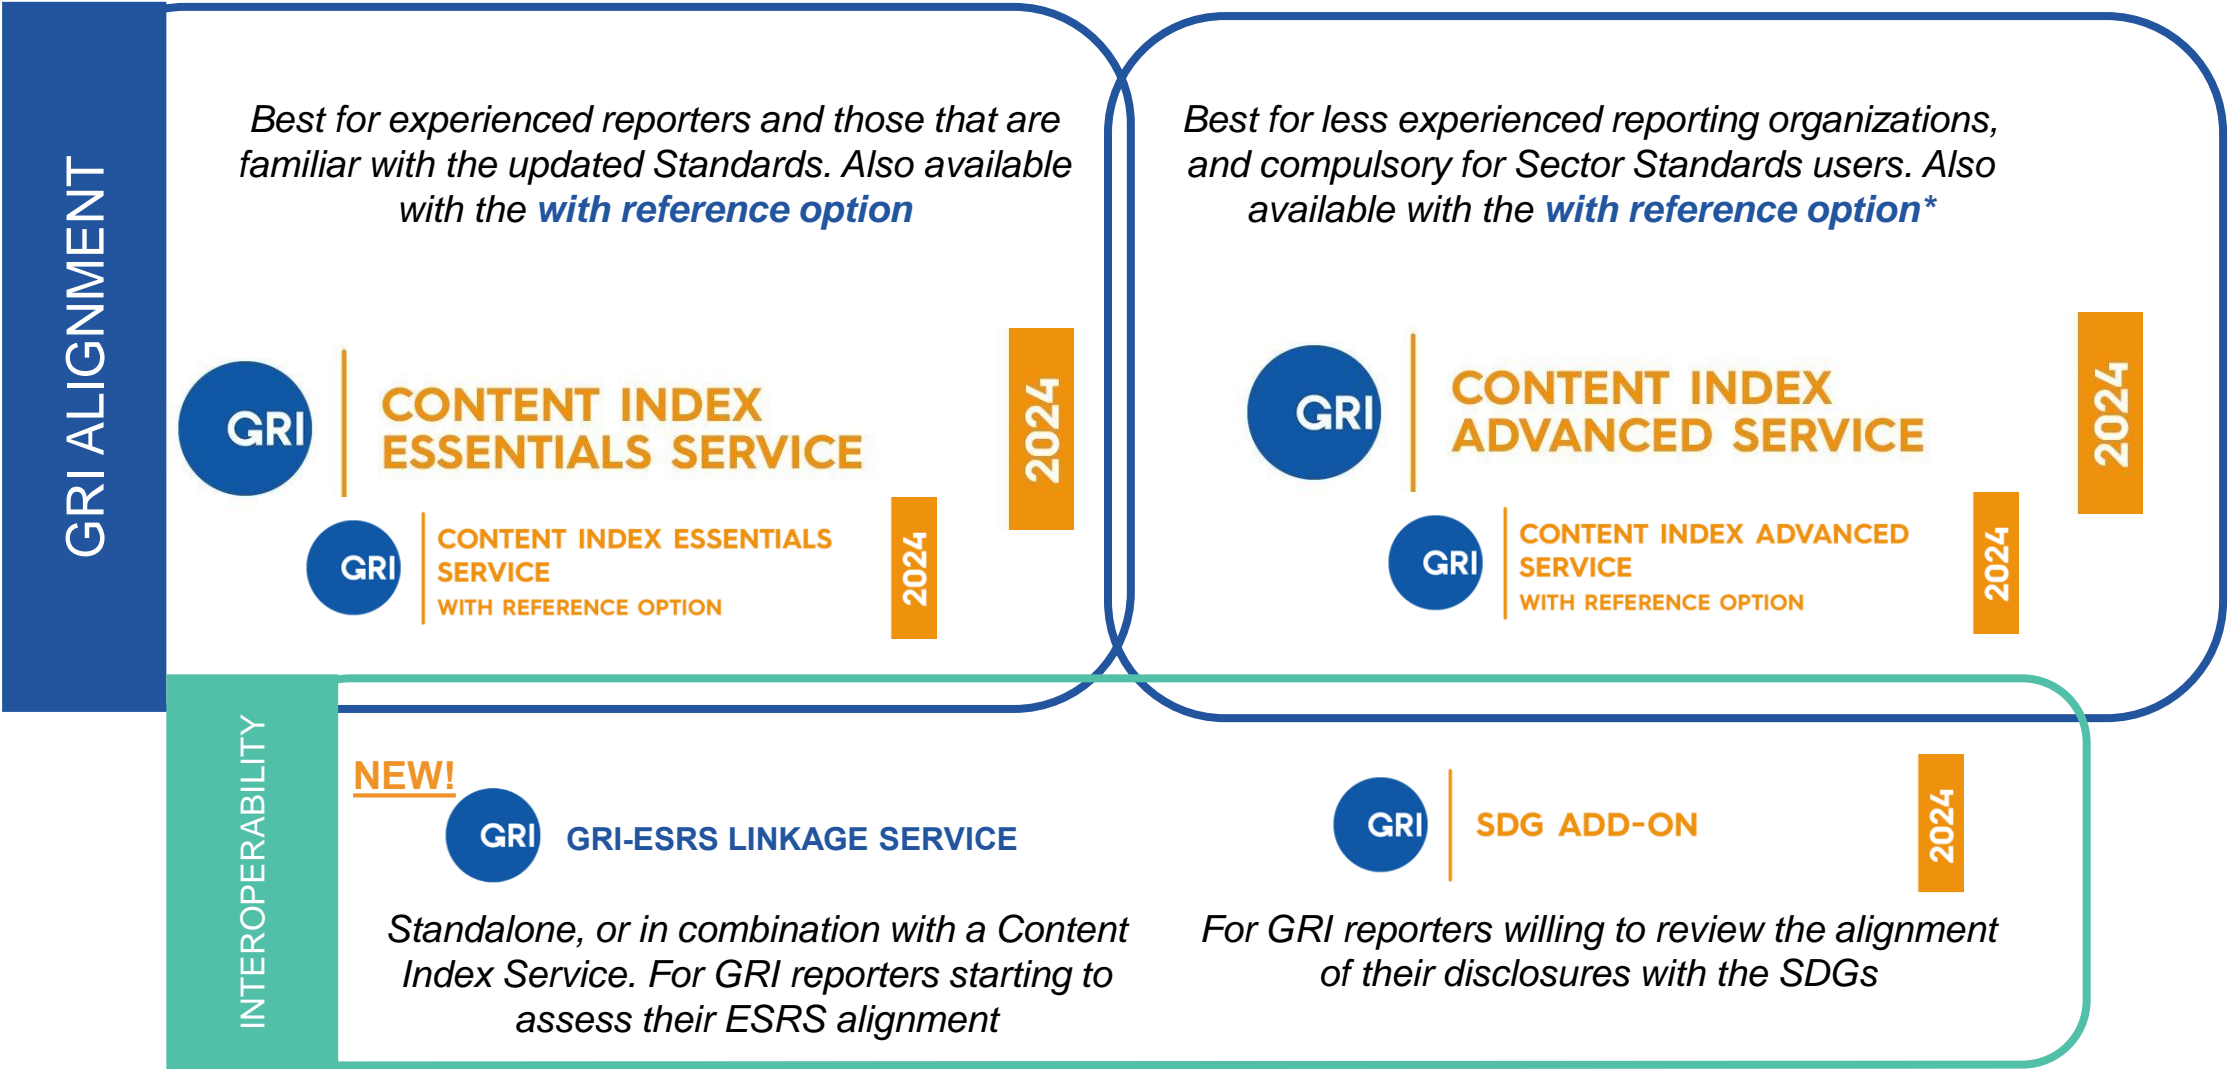 GRI ALIGNMENT
Best for experienced reporters and those that are
familiar with the updated Standards. Also available
with the with reference option
GRI
CONTENT INDEX
ESSENTIALS SERVICE
2024
GRI
CONTENT INDEX ESSENTIALS
SERVICE
WITH REFERENCE OPTION
2024
Best for less experienced reporting organizations,
and compulsory for Sector Standards users. Also
available with the with reference option*
GRI
CONTENT INDEX
ADVANCED SERVICE
2024
GRI
CONTENT INDEX ADVANCED
SERVICE
WITH REFERENCE OPTION
2024
INTEROPERABILITY
NEW!
GRI
GRI-ESRS LINKAGE SERVICE
Standalone, or in combination with a Content
Index Service. For GRI reporters starting to
assess their ESRS alignment
GRI
SDG ADD-ON
2024
For GRI reporters willing to review the alignment
of their disclosures with the SDGs